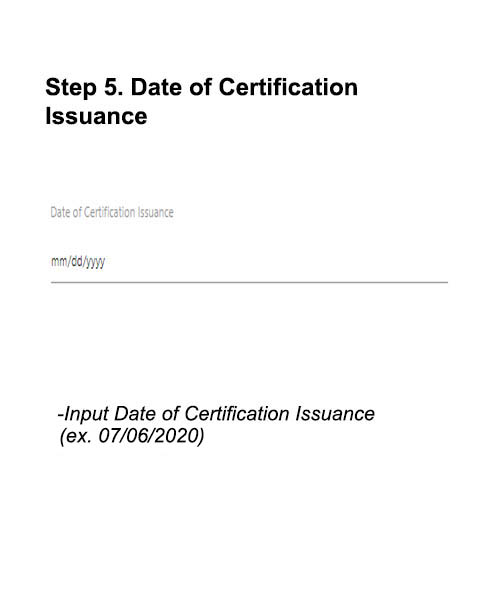 Step 5. Date of Certification
Issuance
Date of Certification Issuance
mm/dd/yyyy
-Input Date of Certification Issuance
(ex. 07/06/2020)